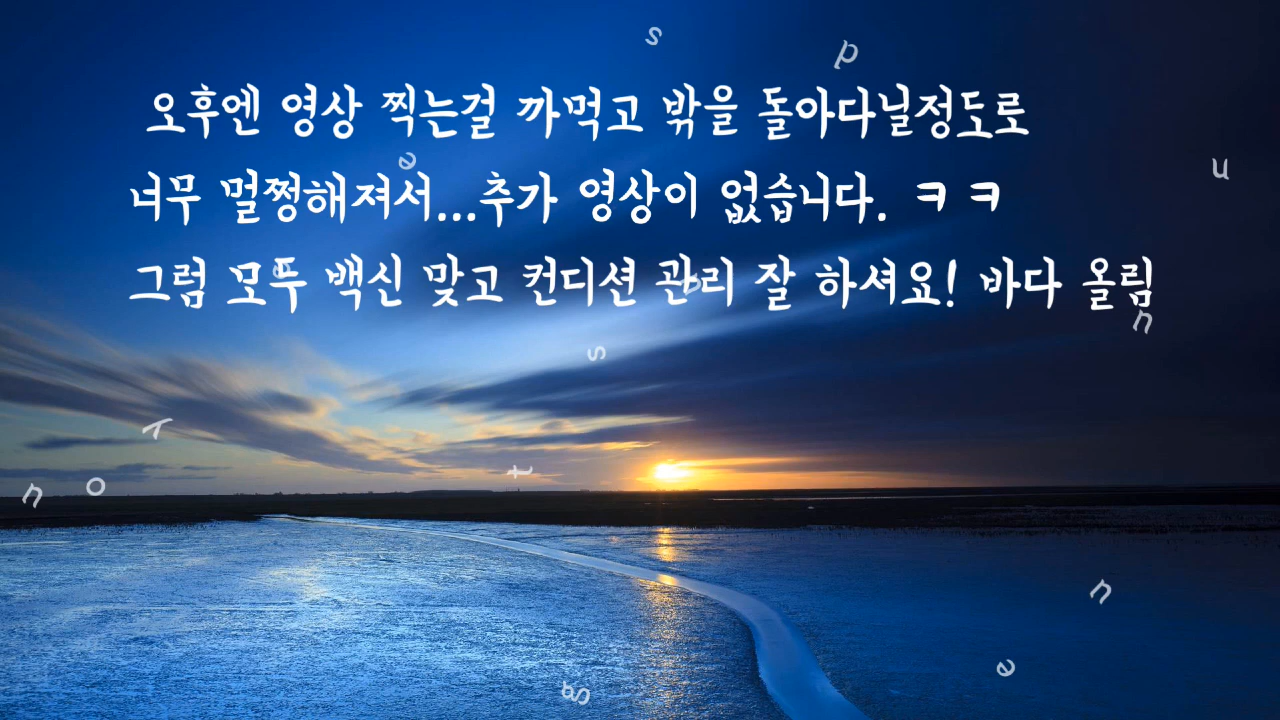 오후엔 영상 찍는걸 까먹고 밖을 돌아다닐정도로
너무 멀쩡해져서...추가 영상이 없습니다. ㅋㅋ
그럼 모두 백신 맞고 컨디션 관리 잘 하셔요! 바다 올림